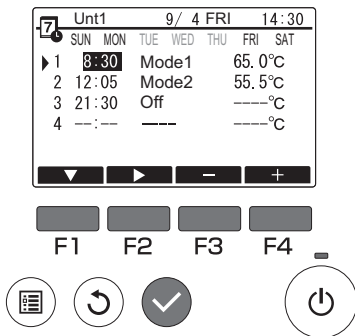 7 Unt1 9/ 4 FRI 14:30
SUN MON TUE WED THU FRI SAT
1 8:30 Mode1 65.0°C
2 12:05 Mode2 55.5°C
3 21:30 Off ----°C
4 --:-- ---- ----°C
− +
F1 F2 F3 F4